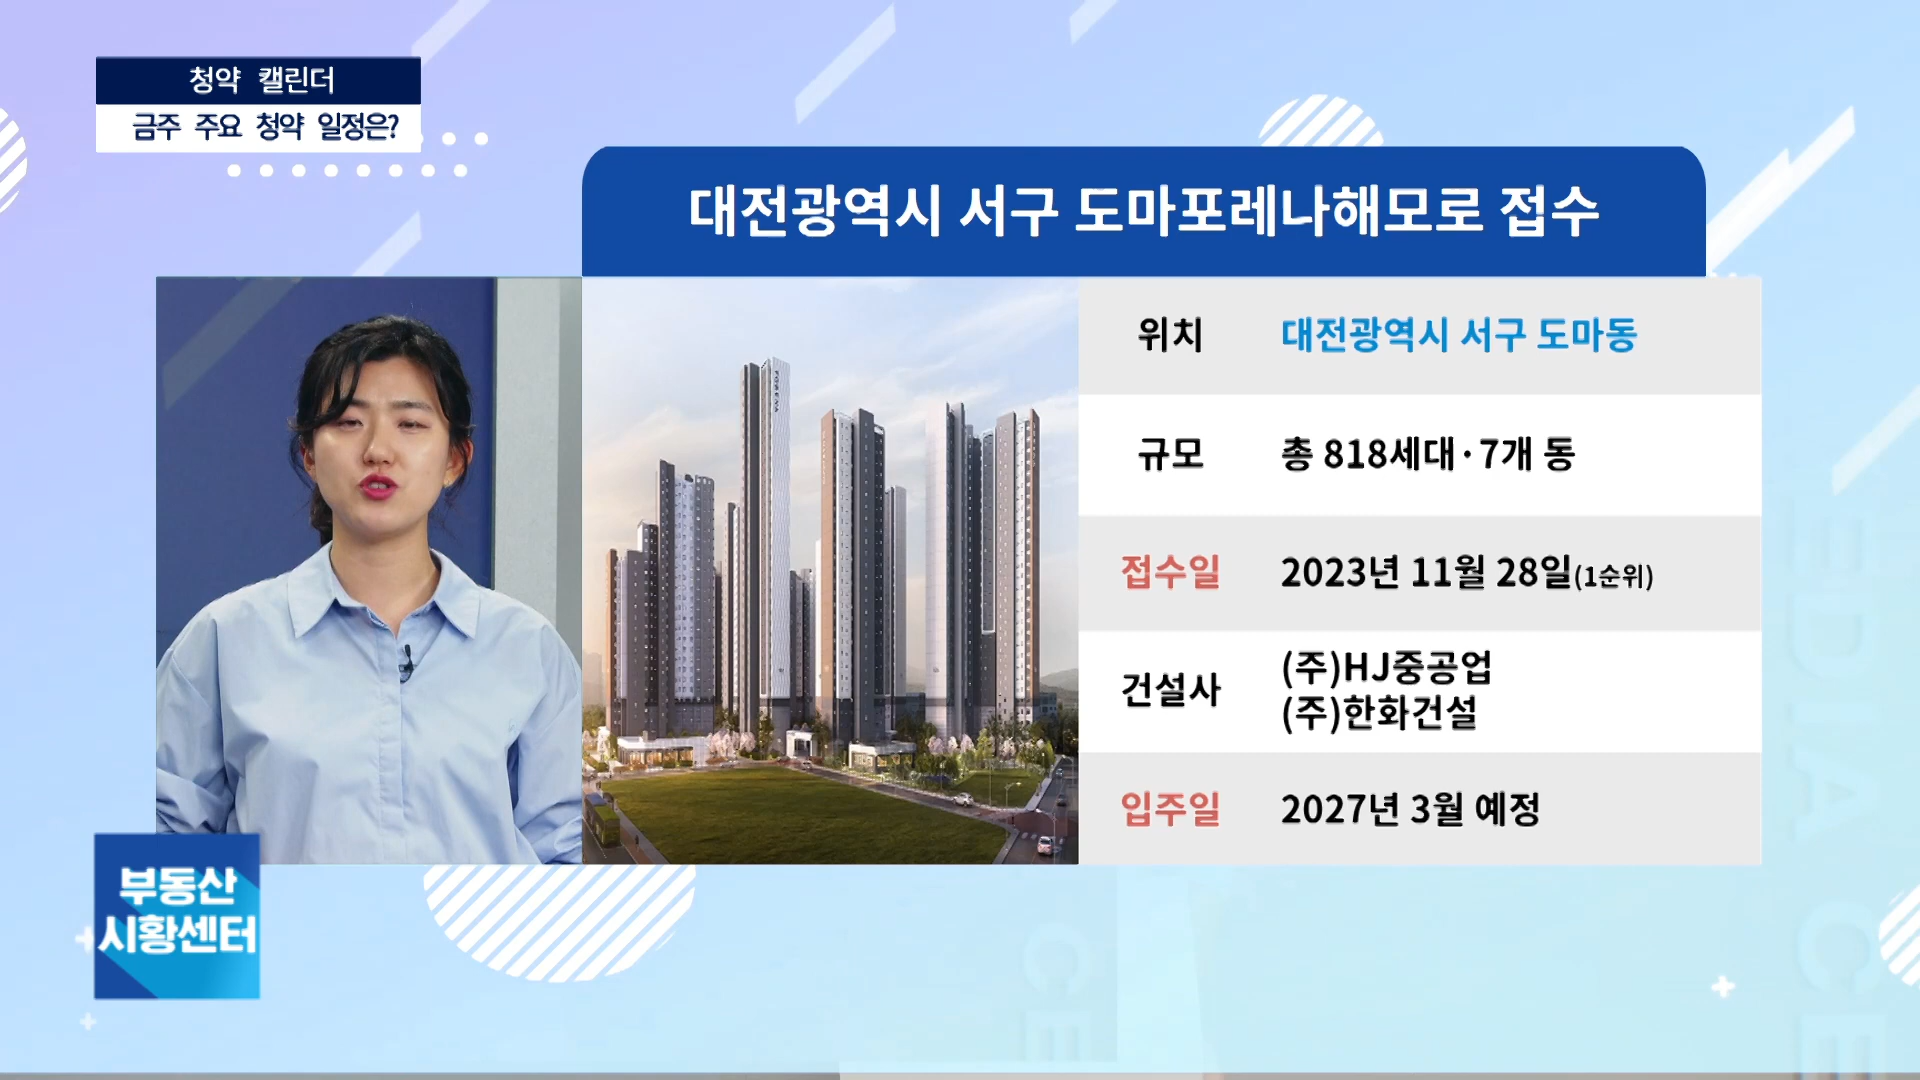 청약 캘린더
금주 주요 청약 일정은?
대전광역시 서구 도마포레나해모로 접수
위치 대전광역시 서구 도마동
규모 총 818세대·7개 동
접수일 2023년 11월 28일(1순위)
건설사 (주)HJ중공업
(주)한화건설
입주일 2027년 3월 예정
부동산
시황센터
FORENA